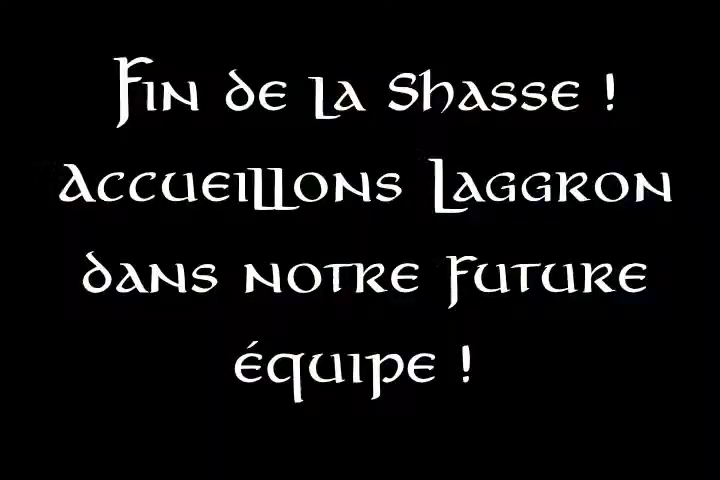 Fin de la Shasse !
Accueillons Laggron
dans notre future
équipe !